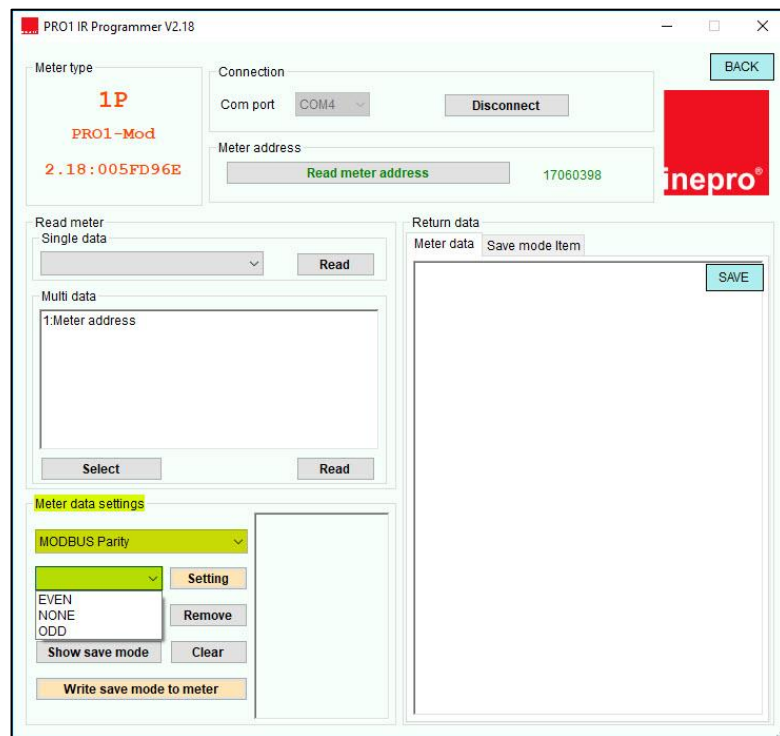 PRO1 IR Programmer V2.18
Meter type
1P
PRO1-Mod
2.18:005FD96E
Connection
Com port COM4 Disconnect
BACK
Meter address
Read meter address 17060398
inepro®
Read meter
Single data
Read
Multi data
1:Meter address
Select Read
Return data
Meter data Save mode Item
SAVE
Meter data settings
MODBUS Parity
Setting
EVEN
NONE
ODD
Remove
Show save mode Clear
Write save mode to meter